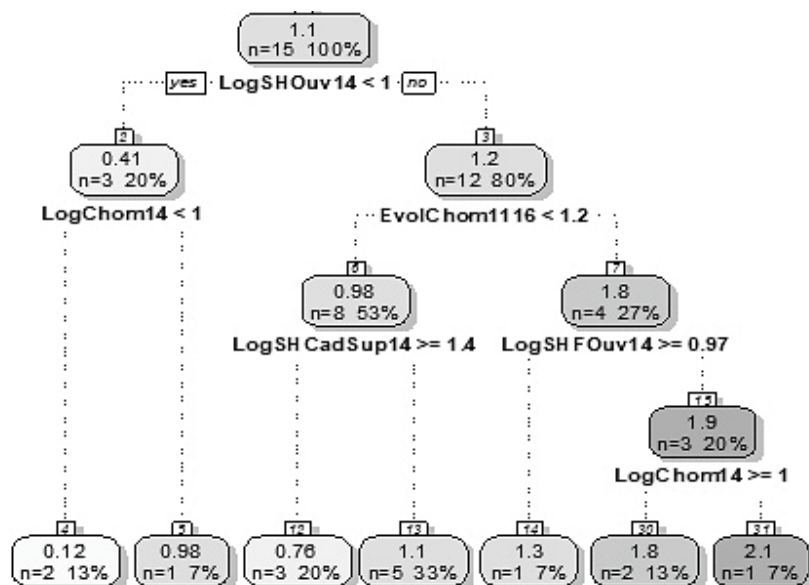 1.1
n=15 100%
yes LogSHOuv14 < 1 no
2 3
0.41 1.2
n=3 20% n=12 80%
LogChom14 < 1 EvolChom1116 < 1.2
6 7
0.98 1.8
n=8 53% n=4 27%
LogSHCadSup14 >= 1.4 LogSHFOuv14 >= 0.97
15
1.9
n=3 20%
LogChom14 >= 1
4 5 12 13 14 30 31
0.12 0.98 0.76 1.1 1.3 1.8 2.1
n=2 13% n=1 7% n=3 20% n=5 33% n=1 7% n=2 13% n=1 7%